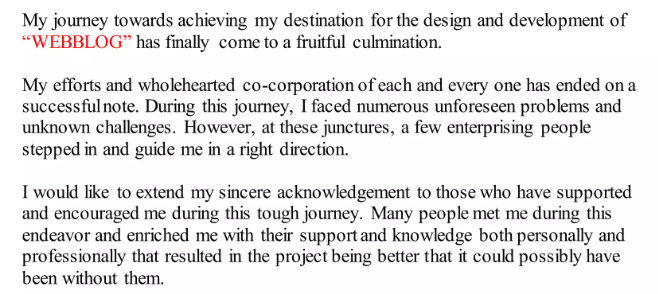 My journey towards achieving my destination for the design and development of
“WEBBLOG” has finally come to a fruitful culmination.
My efforts and wholehearted co-corporation of each and every one has ended on a
successful note. During this journey, I faced numerous unforeseen problems and
unknown challenges. However, at these junctures, a few enterprising people
stepped in and guide me in a right direction.
I would like to extend my sincere acknowledgement to those who have supported
and encouraged me during this tough journey. Many people met me during this
endeavor and enriched me with their support and knowledge both personally and
professionally that resulted in the project being better that it could possibly have
been without them.